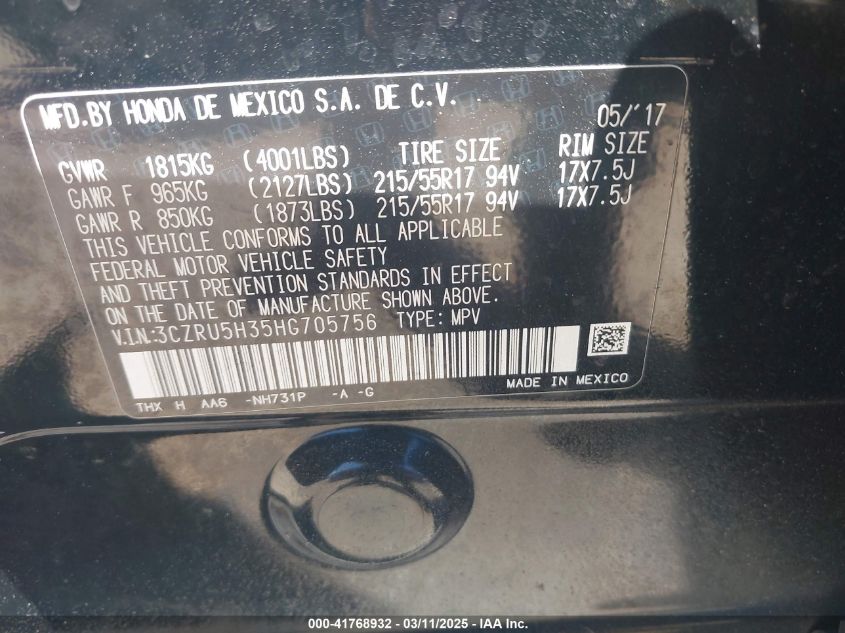 MFD.BY HONDA DE MEXICO S.A. DE C.V. 05/'17
GVWR 1815KG (4001LBS) TIRE SIZE RIM SIZE
GAWR F 965KG (2127LBS) 215/55R17 94V 17X7.5J
GAWR R 850KG (1873LBS) 215/55R17 94V 17X7.5J
THIS VEHICLE CONFORMS TO ALL APPLICABLE
FEDERAL MOTOR VEHICLE SAFETY
AND THEFT PREVENTION STANDARDS IN EFFECT
ON THE DATE OF MANUFACTURE SHOWN ABOVE.
V.I.N:3CZRU5H35HG705756 TYPE: MPV
THX H AA6 -NH731P -A -G MADE IN MEXICO
000-41768932 / 03/11/2025 - IAA Inc.